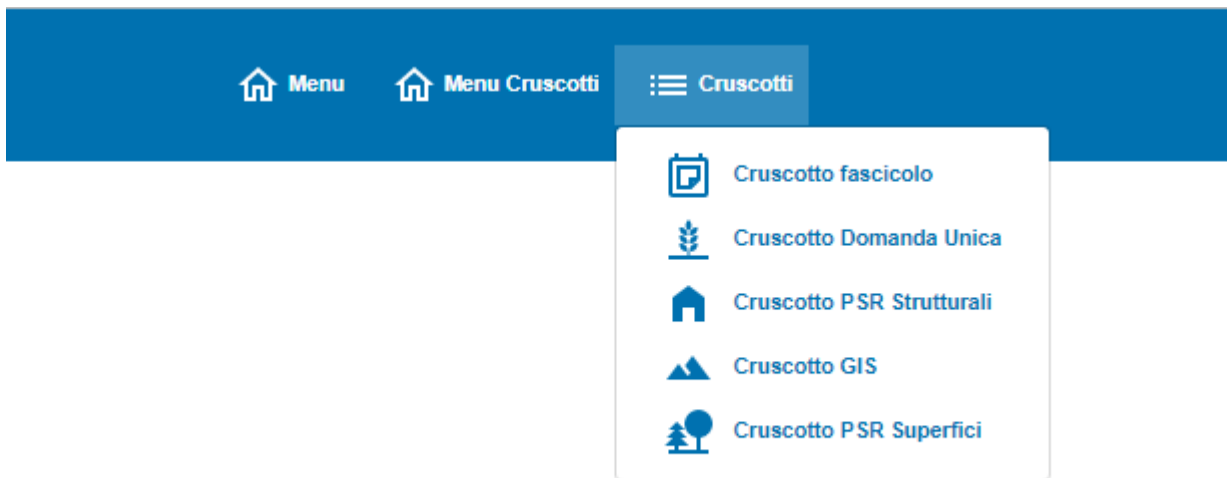 Menu
Menu Cruscotti
Cruscotti
Cruscotto fascicolo
Cruscotto Domanda Unica
Cruscotto PSR Strutturali
Cruscotto GIS
Cruscotto PSR Superfici